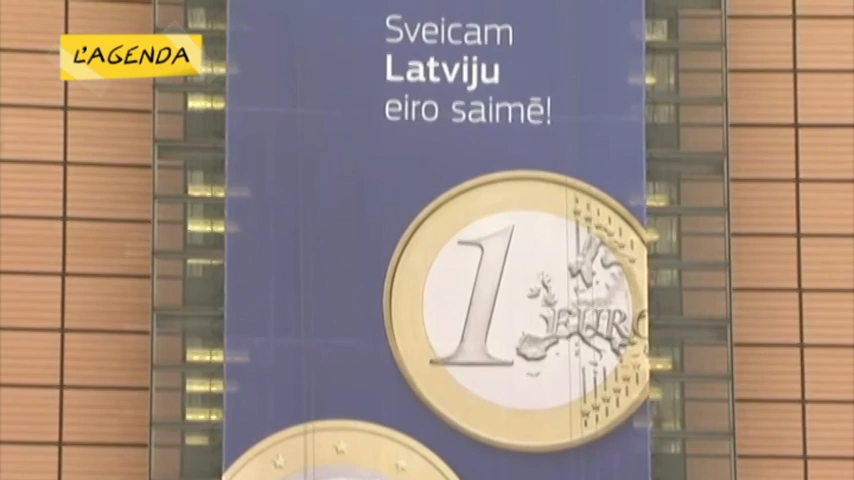 L'AGENDA
Sveicam
Latviju
eiro saimē!
1
EURO